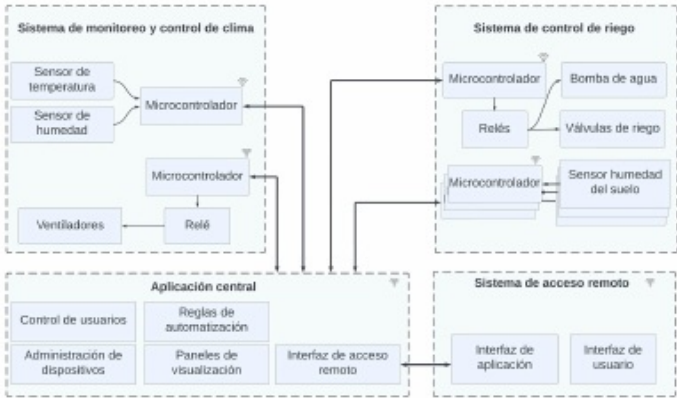 Sistema de monitoreo y control de clima
Sensor de
temperatura
Sensor de
humedad
Microcontrolador
Microcontrolador
Ventiladores
Relé
Sistema de control de riego
Microcontrolador
Bomba de agua
Relés
Válvulas de riego
Microcontrolador
Sensor humedad
del suelo
Aplicación central
Control de usuarios
Reglas de
automatización
Administración de
dispositivos
Paneles de
visualización
Interfaz de acceso
remoto
Sistema de acceso remoto
Interfaz de
aplicación
Interfaz de
usuario